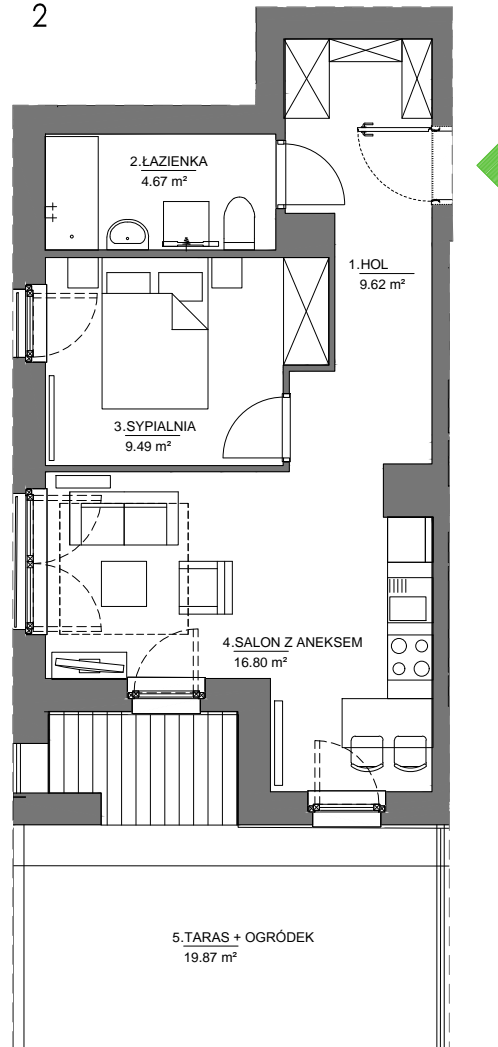 2
2.ŁAZIENKA
4.67 m²
1.HOL
9.62 m²
3.SYPIALNIA
9.49 m²
4.SALON Z ANEKSEM
16.80 m²
5.TARAS + OGRÓDEK
19.87 m²